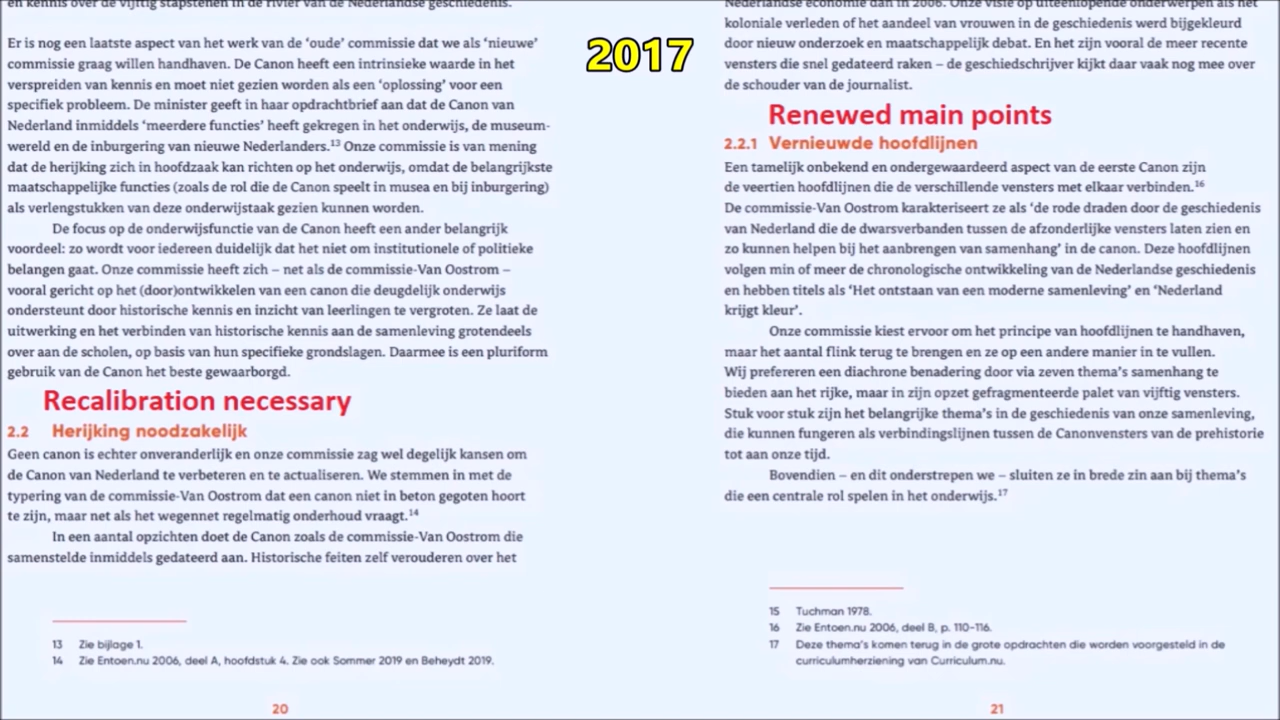 en kennis over de vijftig stapstenen in de rivier van de Nederlandse geschiedenis.
Er is nog een laatste aspect van het werk van de ‘oude’ commissie dat we als ‘nieuwe’
commissie graag willen handhaven. De Canon heeft een intrinsieke waarde in het
verspreiden van kennis en moet niet gezien worden als een ‘oplossing’ voor een
specifiek probleem. De minister geeft in haar opdrachtbrief aan dat de Canon van
Nederland inmiddels ‘meerdere functies’ heeft gekregen in het onderwijs, de museum-
wereld en de inburgering van nieuwe Nederlanders.¹³ Onze commissie is van mening
dat de herijking zich in hoofdzaak kan richten op het onderwijs, omdat de belangrijkste
maatschappelijke functies (zoals de rol die de Canon speelt in musea en bij inburgering)
als verlengstukken van deze onderwijstaak gezien kunnen worden.
De focus op de onderwijsfunctie van de Canon heeft een ander belangrijk
voordeel: zo wordt voor iedereen duidelijk dat het niet om institutionele of politieke
belangen gaat. Onze commissie heeft zich – net als de commissie-Van Oostrom –
vooral gericht op het (door)ontwikkelen van een canon die deugdelijk onderwijs
ondersteunt door historische kennis en inzicht van leerlingen te vergroten. Ze laat de
uitwerking en het verbinden van historische kennis aan de samenleving grotendeels
over aan de scholen, op basis van hun specifieke grondslagen. Daarmee is een pluriform
gebruik van de Canon het beste gewaarborgd.
Recalibration necessary
2.2 Herijking noodzakelijk
Geen canon is echter onveranderlijk en onze commissie zag wel degelijk kansen om
de Canon van Nederland te verbeteren en te actualiseren. We stemmen in met de
typering van de commissie-Van Oostrom dat een canon niet in beton gegoten hoort
te zijn, maar net als het wegennet regelmatig onderhoud vraagt.¹⁴
In een aantal opzichten doet de Canon zoals de commissie-Van Oostrom die
samenstelde inmiddels gedateerd aan. Historische feiten zelf verouderen over het
13 Zie bijlage 1.
14 Zie Entoen.nu 2006, deel A, hoofdstuk 4. Zie ook Sommer 2019 en Beheydt 2019.
20
2017
Nederlandse economie dan in 2006. Onze visie op uiteenlopende onderwerpen als het
koloniale verleden of het aandeel van vrouwen in de geschiedenis werd bijgekleurd
door nieuw onderzoek en maatschappelijk debat. En het zijn vooral de meer recente
vensters die snel gedateerd raken – de geschiedschrijver kijkt daar vaak nog mee over
de schouder van de journalist.
Renewed main points
2.2.1 Vernieuwde hoofdlijnen
Een tamelijk onbekend en ondergewaardeerd aspect van de eerste Canon zijn
de veertien hoofdlijnen die de verschillende vensters met elkaar verbinden.¹⁶
De commissie-Van Oostrom karakteriseert ze als ‘de rode draden door de geschiedenis
van Nederland die de dwarsverbanden tussen de afzonderlijke vensters laten zien en
zo kunnen helpen bij het aanbrengen van samenhang’ in de canon. Deze hoofdlijnen
volgen min of meer de chronologische ontwikkeling van de Nederlandse geschiedenis
en hebben titels als ‘Het ontstaan van een moderne samenleving’ en ‘Nederland
krijgt kleur’.
Onze commissie kiest ervoor om het principe van hoofdlijnen te handhaven,
maar het aantal flink terug te brengen en ze op een andere manier in te vullen.
Wij prefereren een diachrone benadering door via zeven thema’s samenhang te
bieden aan het rijke, maar in zijn opzet gefragmenteerde palet van vijftig vensters.
Stuk voor stuk zijn het belangrijke thema’s in de geschiedenis van onze samenleving,
die kunnen fungeren als verbindingslijnen tussen de Canonvensters van de prehistorie
tot aan onze tijd.
Bovendien – en dit onderstrepen we – sluiten ze in brede zin aan bij thema’s
die een centrale rol spelen in het onderwijs.¹⁷
15 Tuchman 1978.
16 Zie Entoen.nu 2006, deel B, p. 110-116.
17 Deze thema’s komen terug in de grote opdrachten die worden voorgesteld in de
curriculumherziening van Curriculum.nu.
21